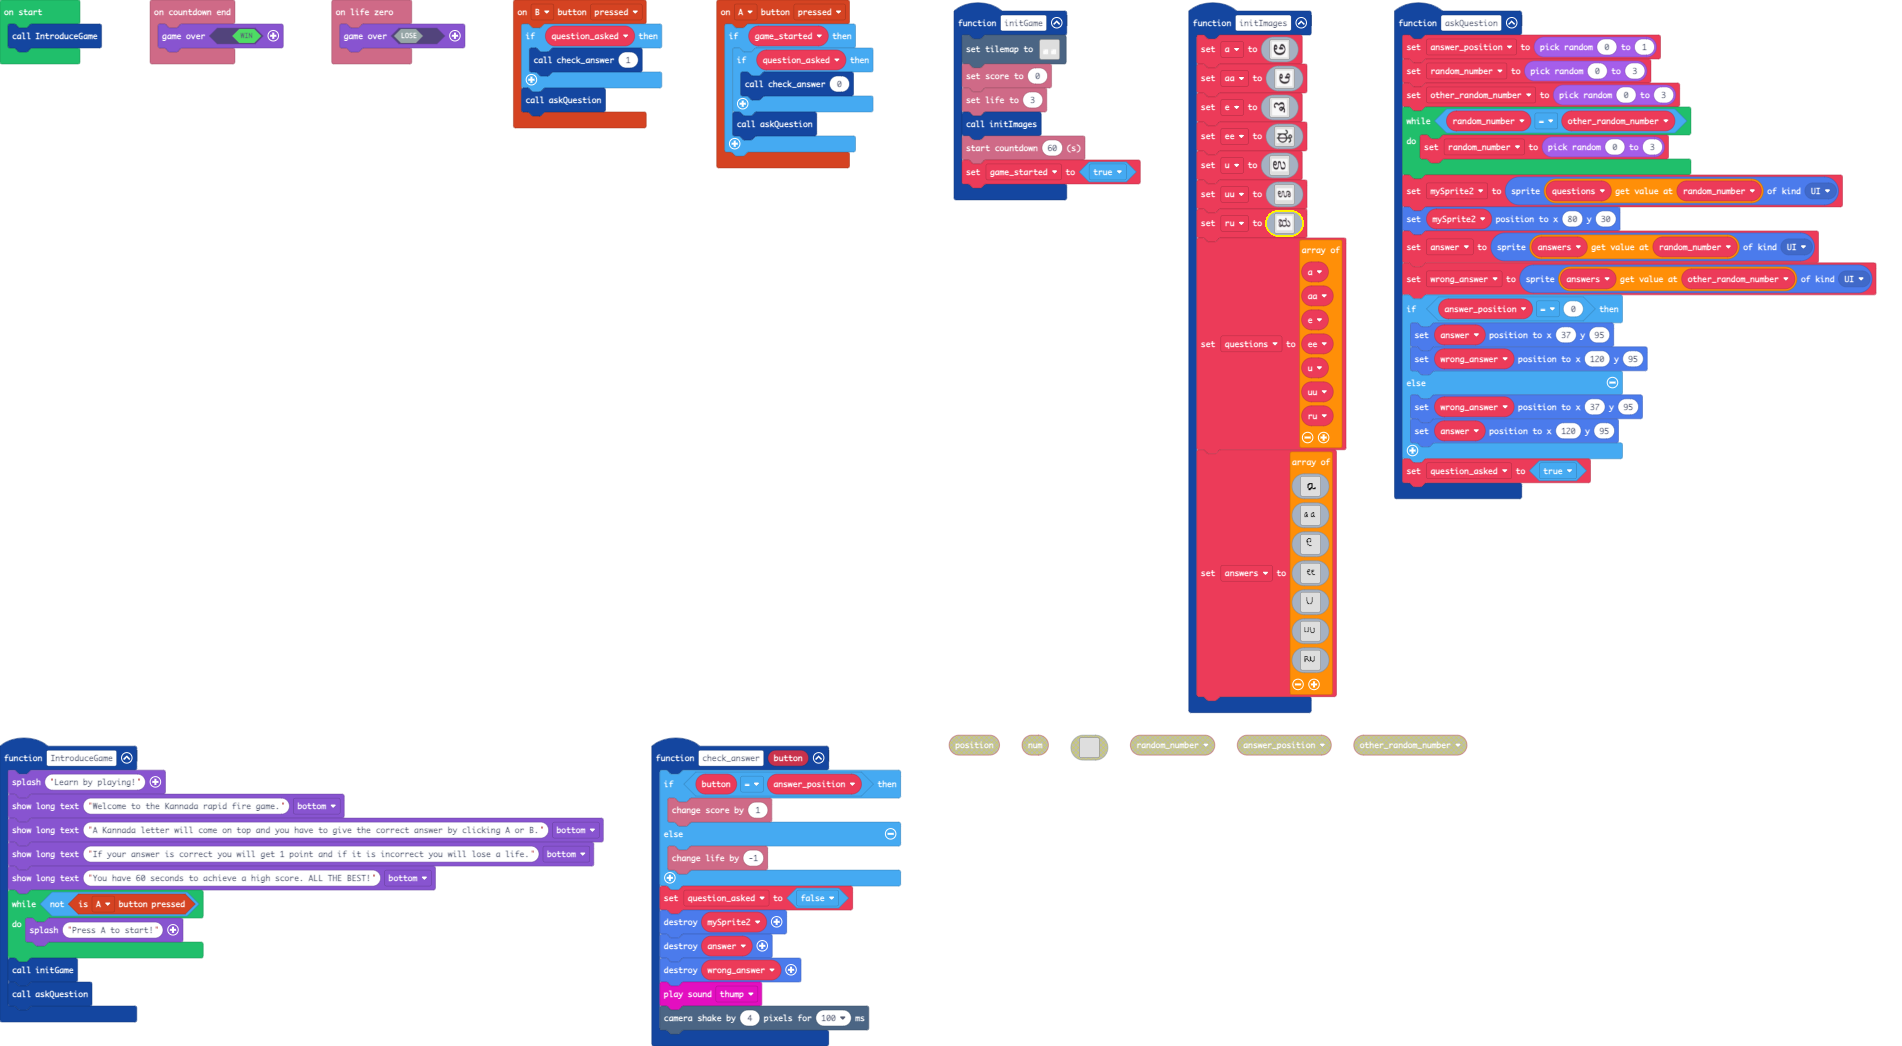 on start
call IntroduceGame
on countdown end
game over WIN
on life zero
game over LOSE
on B button pressed
if question_asked then
call check_answer 1
call askQuestion
on A button pressed
if game_started then
if question_asked then
call check_answer 0
call askQuestion
function initGame
set tilemap to
set score to 0
set life to 3
call initImages
start countdown 60 (s)
set game_started to true
function initImages
set a to ಅ
set aa to ಆ
set e to ಇ
set ee to ಈ
set u to ಉ
set uu to ಊ
set ru to ಋ
set questions to
array of
a
aa
e
ee
u
uu
ru
set answers to
array of
a
aa
e
ee
U
UU
RU
function askQuestion
set answer_position to pick random 0 to 1
set random_number to pick random 0 to 3
set other_random_number to pick random 0 to 3
while random_number = other_random_number
do set random_number to pick random 0 to 3
set mySprite2 to sprite questions get value at random_number of kind UI
set mySprite2 position to x 80 y 30
set answer to sprite answers get value at random_number of kind UI
set wrong_answer to sprite answers get value at other_random_number of kind UI
if answer_position = 0 then
set answer position to x 37 y 95
set wrong_answer position to x 120 y 95
else
set wrong_answer position to x 37 y 95
set answer position to x 120 y 95
set question_asked to true
function IntroduceGame
splash "Learn by playing!"
show long text "Welcome to the Kannada rapid fire game." bottom
show long text "A Kannada letter will come on top and you have to give the correct answer by clicking A or B." bottom
show long text "If your answer is correct you will get 1 point and if it is incorrect you will lose a life." bottom
show long text "You have 60 seconds to achieve a high score. ALL THE BEST!" bottom
while not is A button pressed
do splash "Press A to start!"
call initGame
call askQuestion
function check_answer button
if button = answer_position then
change score by 1
else
change life by -1
set question_asked to false
destroy mySprite2
destroy answer
destroy wrong_answer
play sound thump
camera shake by 4 pixels for 100 ms
position num random_number answer_position other_random_number